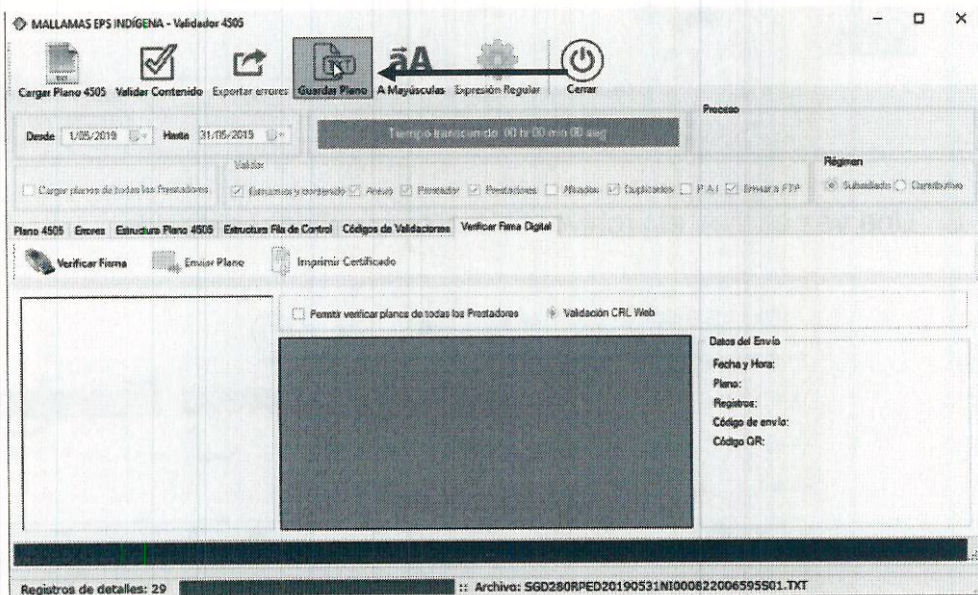 MALLAMAS EPS INDÍGENA - Validador 4505
TXT
Cargar Plano 4505 Validar Contenido Exportar errores Guardar Plano A Mayúsculas Expresión Regular Cerrar
Proceso
Desde 1/05/2019 Hasta 31/05/2019 Tiempo transcurrido 00 hr 00 min 00 seg
Validar Régimen
Cargar planos de todos los Prestadores Estructura y contenido Anexo Prestador Prestadores Afiliados Duplicados P.A.I Enviar a FTP Subsidiado Contributivo
Plano 4505 Errores Estructura Plano 4505 Estructura Fila de Control Códigos de Validaciones Verificar Firma Digital
Verificar Firma Enviar Plano Imprimir Certificado
Permitir verificar planos de todos los Prestadores Validación CRL Web
Datos del Envío
Fecha y Hora:
Plano:
Registros:
Código de envío:
Código QR:
Registros de detalles: 29 :: Archivo: SGD280RPED20190531NI000822006595S01.TXT